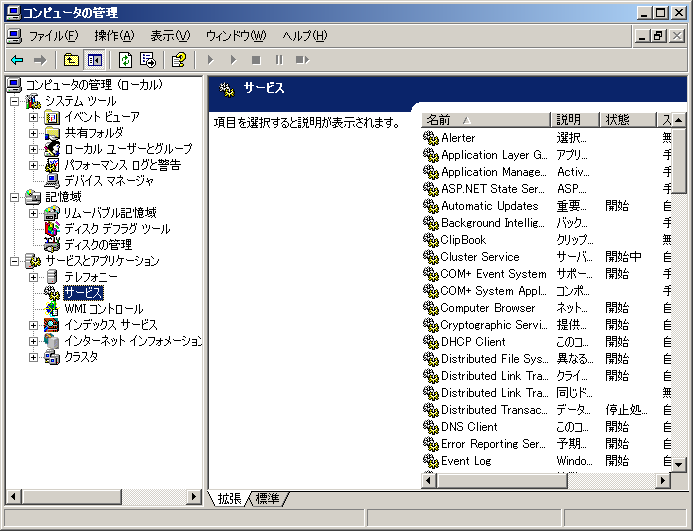 コンピュータの管理
ファイル(F) 操作(A) 表示(V) ウィンドウ(W) ヘルプ(H)
コンピュータの管理 (ローカル)
システム ツール
イベント ビューア
共有フォルダ
ローカル ユーザーとグループ
パフォーマンス ログと警告
デバイス マネージャ
記憶域
リムーバブル記憶域
ディスク デフラグ ツール
ディスクの管理
サービスとアプリケーション
テレフォニー
サービス
WMI コントロール
インデックス サービス
インターネット インフォメーション
クラスタ
サービス
項目を選択すると説明が表示されます。
名前 説明 状態 ス
Alerter 選択... 無
Application Layer G... アプリ... 手
Application Manage... Activ... 手
ASP.NET State Ser... ASP.... 手
Automatic Updates 重要... 開始 自
Background Intellig... バック... 手
ClipBook クリップ... 無
Cluster Service サーバ... 開始中 自
COM+ Event System サポー... 開始 手
COM+ System Appl... コンポ... 手
Computer Browser ネット... 開始 自
Cryptographic Servi... 提供... 開始 自
DHCP Client このコ... 開始 自
Distributed File Sys... 異なる... 開始 自
Distributed Link Tra... クライ... 開始 自
Distributed Link Tra... 同じド... 無
Distributed Transac... データ... 停止処... 自
DNS Client このコ... 開始 自
Error Reporting Ser... 予期... 開始 自
Event Log Windo... 開始 自
拡張 標準